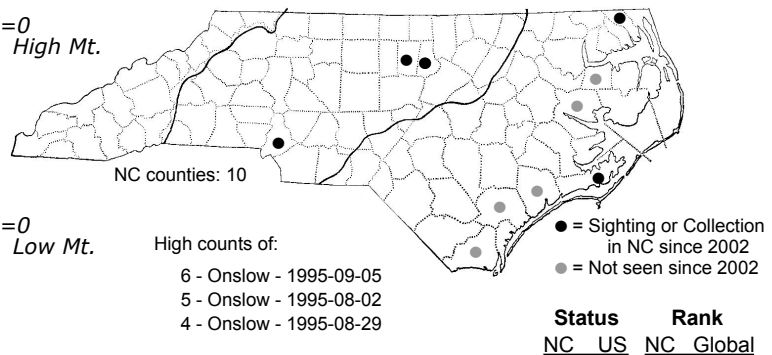 =0
High Mt.
NC counties: 10
=0
Low Mt.
High counts of:
6 - Onslow - 1995-09-05
5 - Onslow - 1995-08-02
4 - Onslow - 1995-08-29
= Sighting or Collection
in NC since 2002
= Not seen since 2002
Status Rank
NC US NC Global